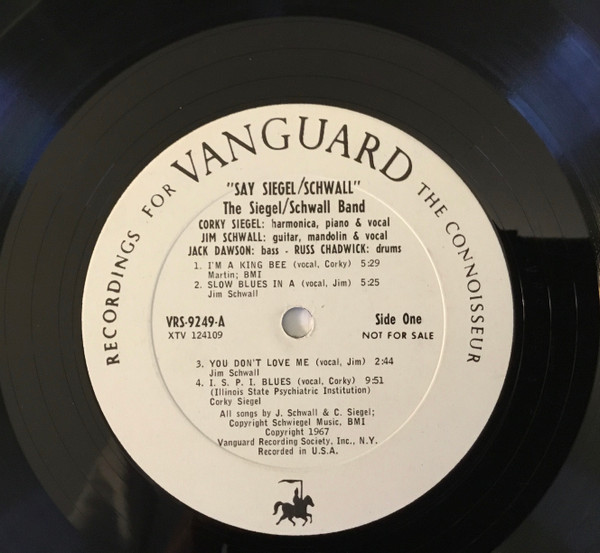 RECORDINGS FOR VANGUARD THE CONNOISSEUR
"SAY SIEGEL/SCHWALL"
The Siegel/Schwall Band
CORKY SIEGEL: harmonica, piano & vocal
JIM SCHWALL: guitar, mandolin & vocal
JACK DAWSON: bass - RUSS CHADWICK: drums
1. I'M A KING BEE (vocal, Corky) 5:29
Martin; BMI
2. SLOW BLUES IN A (vocal, Jim) 5:25
Jim Schwall
VRS-9249-A Side One
XTV 124109 NOT FOR SALE
3. YOU DON'T LOVE ME (vocal, Jim) 2:44
Jim Schwall
4. I. S. P. I. BLUES (vocal, Corky) 9:51
(Illinois State Psychiatric Institution)
Corky Siegel
All songs by J. Schwall & C. Siegel;
Copyright Schwiegel Music, BMI
Copyright 1967
Vanguard Recording Society, Inc., N.Y.
Recorded in U.S.A.